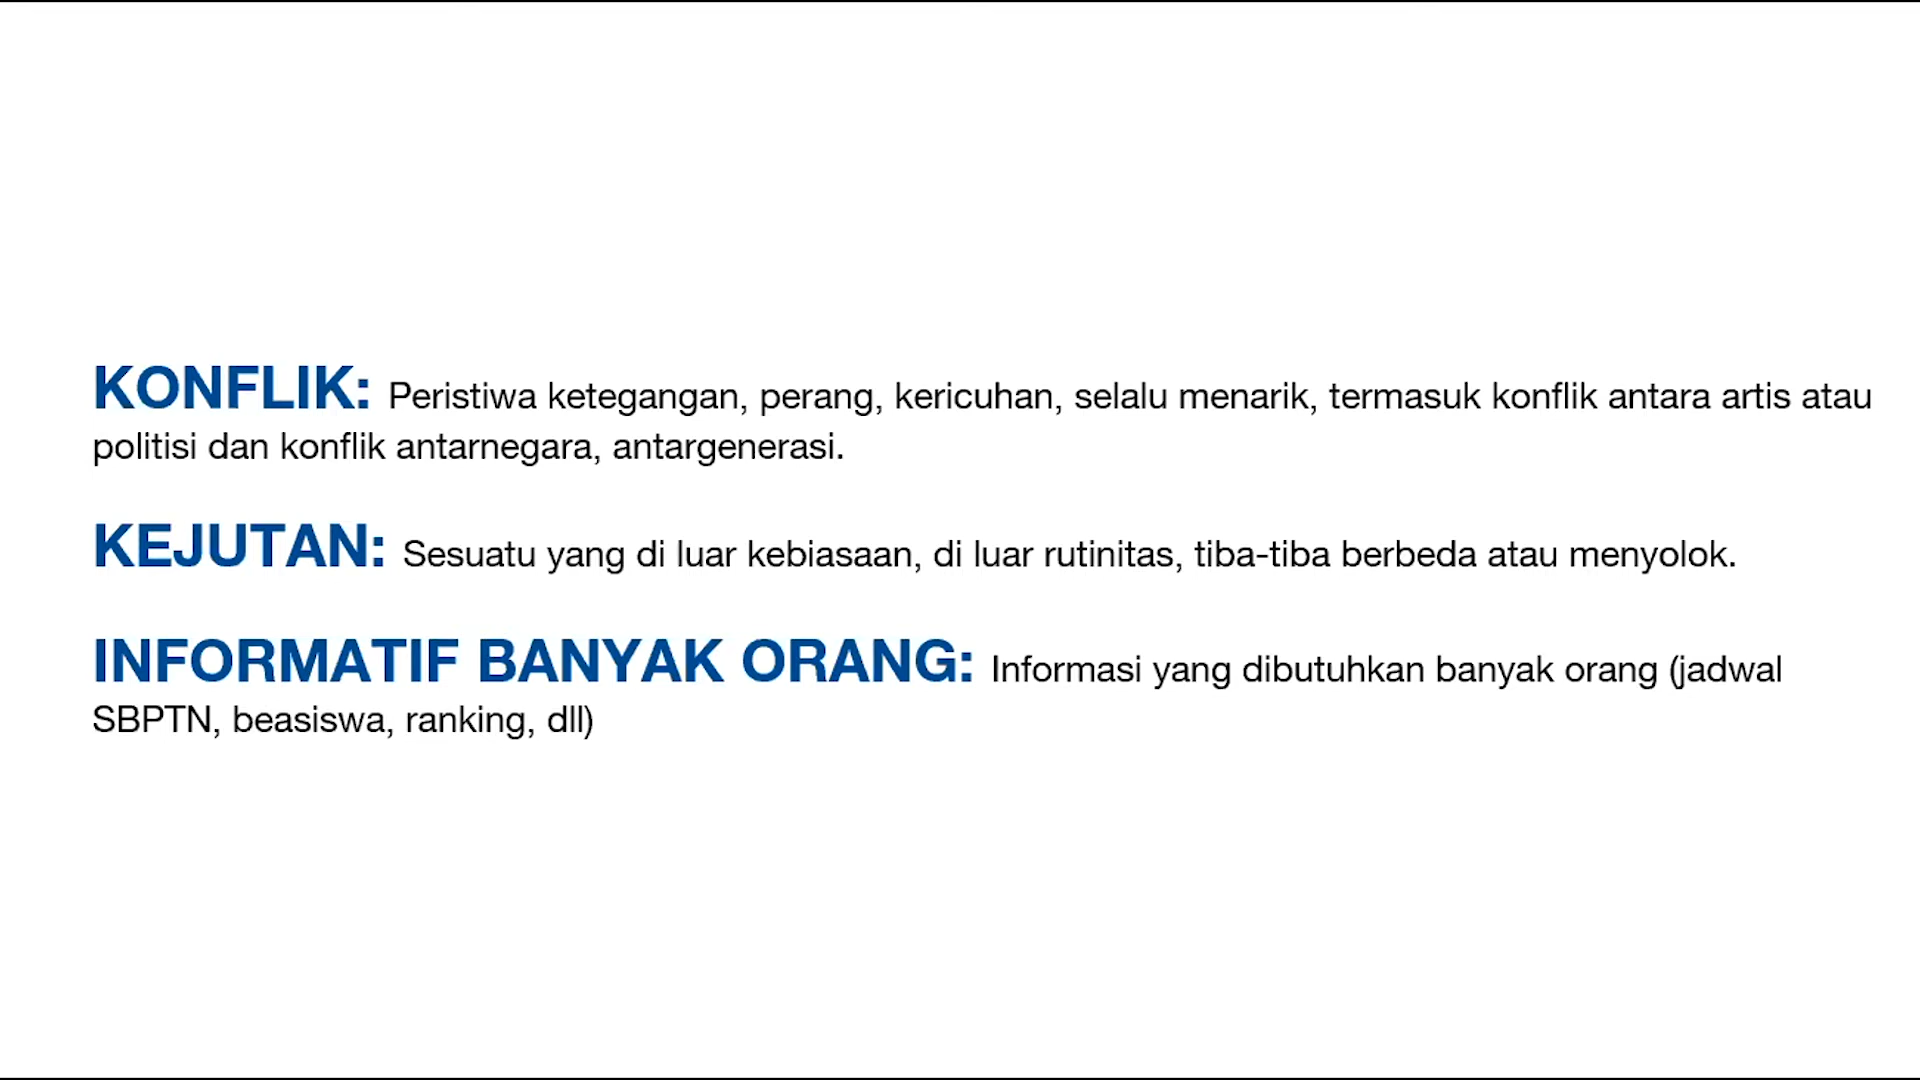 KONFLIK: Peristiwa ketegangan, perang, kericuhan, selalu menarik, termasuk konflik antara artis atau
politisi dan konflik antarnegara, antargenerasi.
KEJUTAN: Sesuatu yang di luar kebiasaan, di luar rutinitas, tiba-tiba berbeda atau menyolok.
INFORMATIF BANYAK ORANG: Informasi yang dibutuhkan banyak orang (jadwal
SBPTN, beasiswa, ranking, dll)